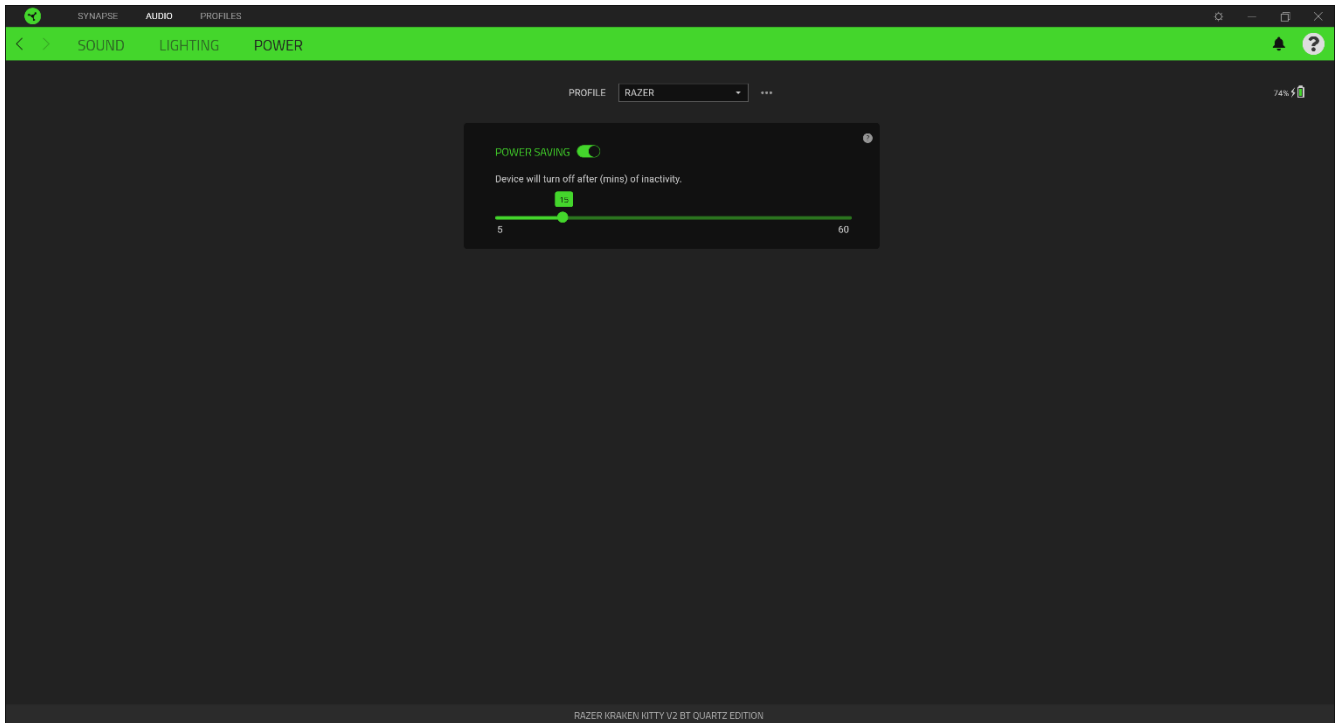 SYNAPSE AUDIO PROFILES
SOUND LIGHTING POWER
PROFILE RAZER
74%
POWER SAVING
Device will turn off after (mins) of inactivity.
15
5 60
RAZER KRAKEN KITTY V2 BT QUARTZ EDITION